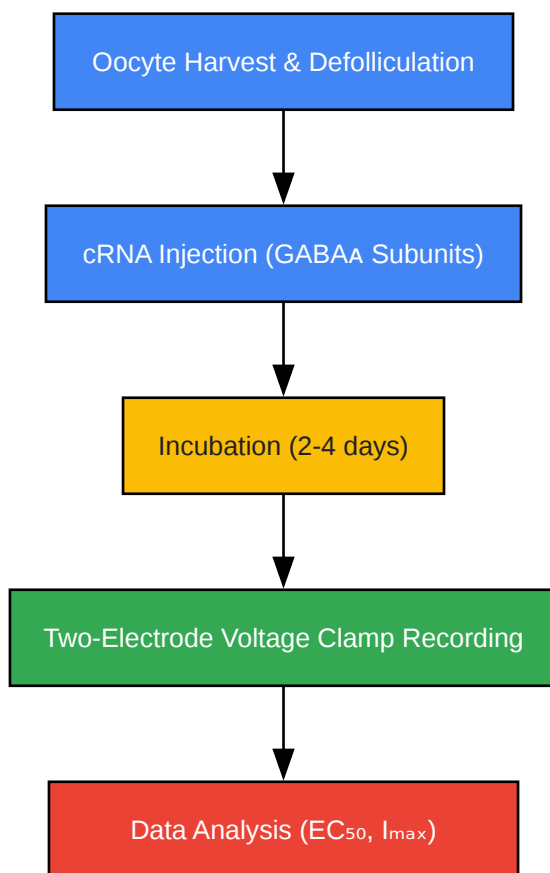 Oocyte Harvest & Defolliculation
cRNA Injection (GABAᴀ Subunits)
Incubation (2-4 days)
Two-Electrode Voltage Clamp Recording
Data Analysis (EC₅₀, Iₘₐₓ)